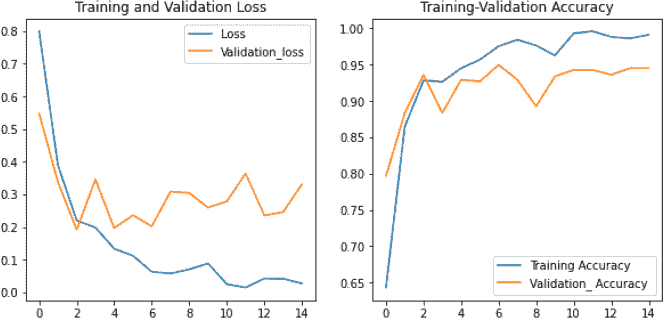 Training and Validation Loss
0.8
0.7
0.6
0.5
0.4
0.3
0.2
0.1
0.0
0 2 4 6 8 10 12 14
Loss
Validation_loss
Training-Validation Accuracy
1.00
0.95
0.90
0.85
0.80
0.75
0.70
0.65
0 2 4 6 8 10 12 14
Training Accuracy
Validation_ Accuracy